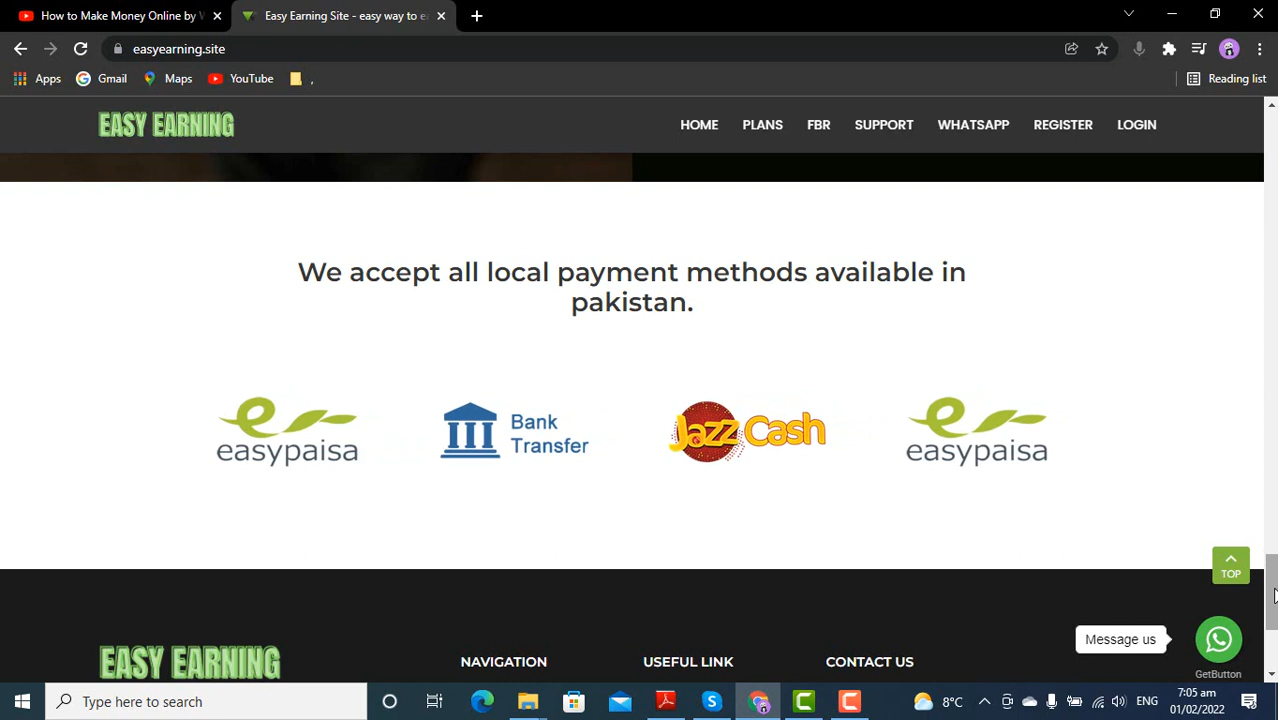 How to Make Money Online by W
Easy Earning Site - easy way to e
easyearning.site
Apps
Gmail
Maps
YouTube
,
Reading list
EASY EARNING
HOME
PLANS
FBR
SUPPORT
WHATSAPP
REGISTER
LOGIN
We accept all local payment methods available in
pakistan.
easypaisa
Bank
Transfer
Jazz Cash
easypaisa
TOP
Message us
GetButton
EASY EARNING
NAVIGATION
USEFUL LINK
CONTACT US
Type here to search
8°C
ENG
7:05 am
01/02/2022